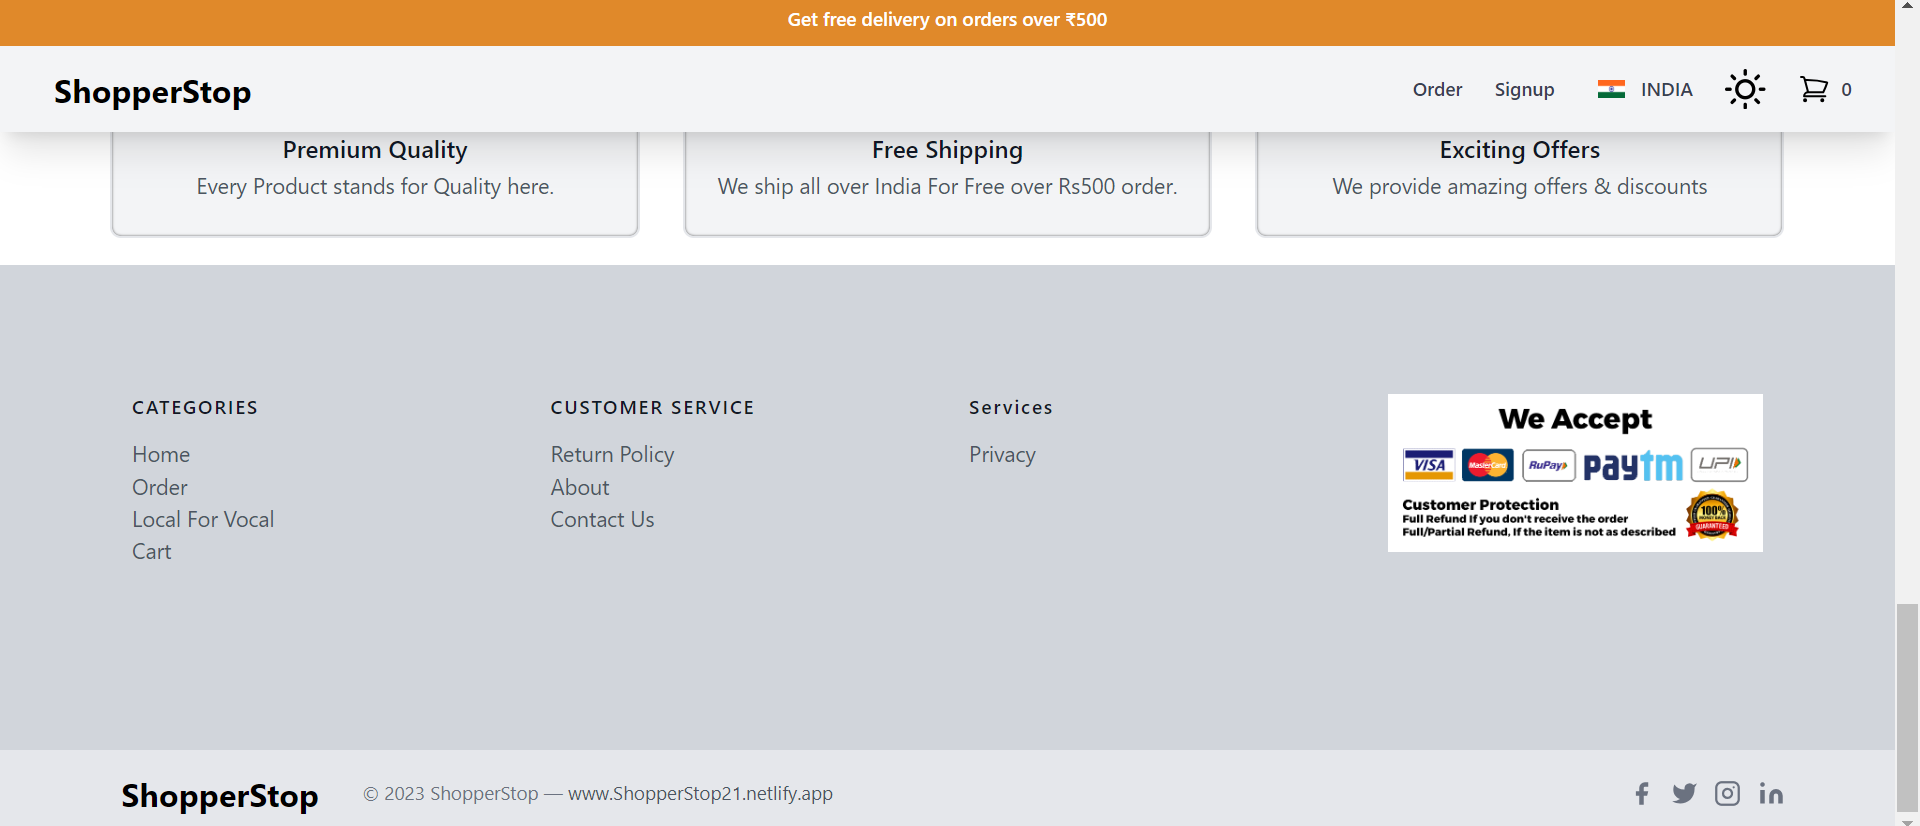 Get free delivery on orders over ₹500
ShopperStop
Order
Signup
INDIA
0
Premium Quality
Every Product stands for Quality here.
Free Shipping
We ship all over India For Free over Rs500 order.
Exciting Offers
We provide amazing offers & discounts
CATEGORIES
Home
Order
Local For Vocal
Cart
CUSTOMER SERVICE
Return Policy
About
Contact Us
Services
Privacy
We Accept
VISA MasterCard RuPay paytm UPI
Customer Protection
Full Refund If you don't receive the order
Full/Partial Refund, If the item is not as described
100%
MONEY BACK
GUARANTEED
ShopperStop
© 2023 ShopperStop — www.ShopperStop21.netlify.app